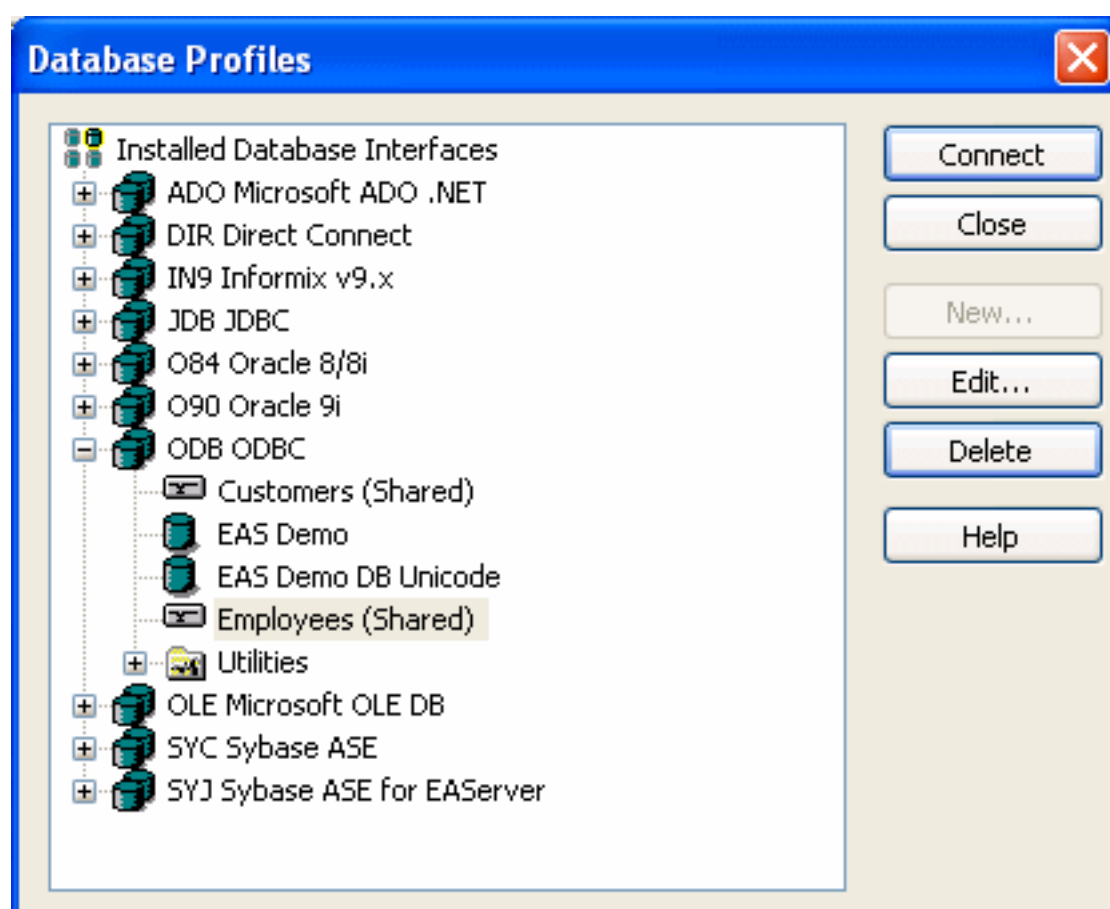 Database Profiles
Installed Database Interfaces
ADO Microsoft ADO .NET
DIR Direct Connect
IN9 Informix v9.x
JDB JDBC
O84 Oracle 8/8i
O90 Oracle 9i
ODB ODBC
Customers (Shared)
EAS Demo
EAS Demo DB Unicode
Employees (Shared)
Utilities
OLE Microsoft OLE DB
SYC Sybase ASE
SYJ Sybase ASE for EAServer
Connect
Close
New...
Edit...
Delete
Help